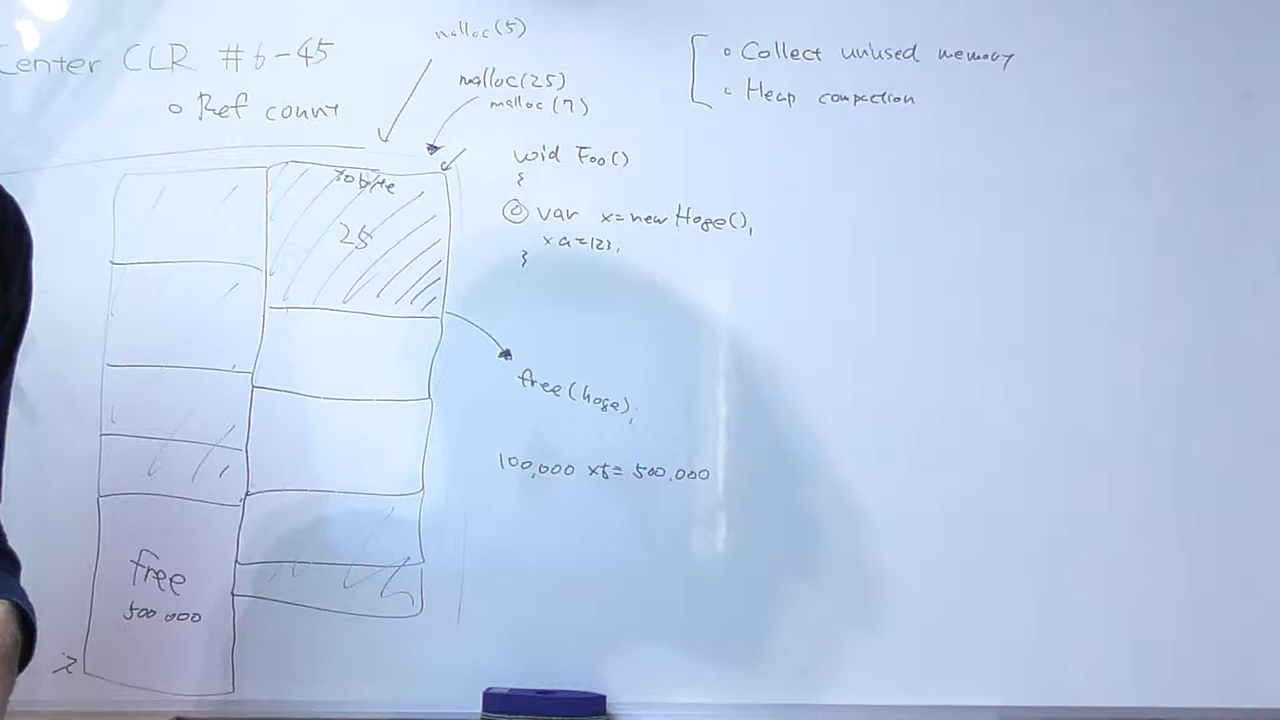 Center CLR #6-45
○ Ref count
malloc(5)
malloc(25)
malloc(7)
○ Collect unused memory
○ Heap compaction
30byte
25
void Foo()
{
var x=new Hoge();
x a=123;
}
free(hoge);
100,000 x5= 500,000
free
500 000